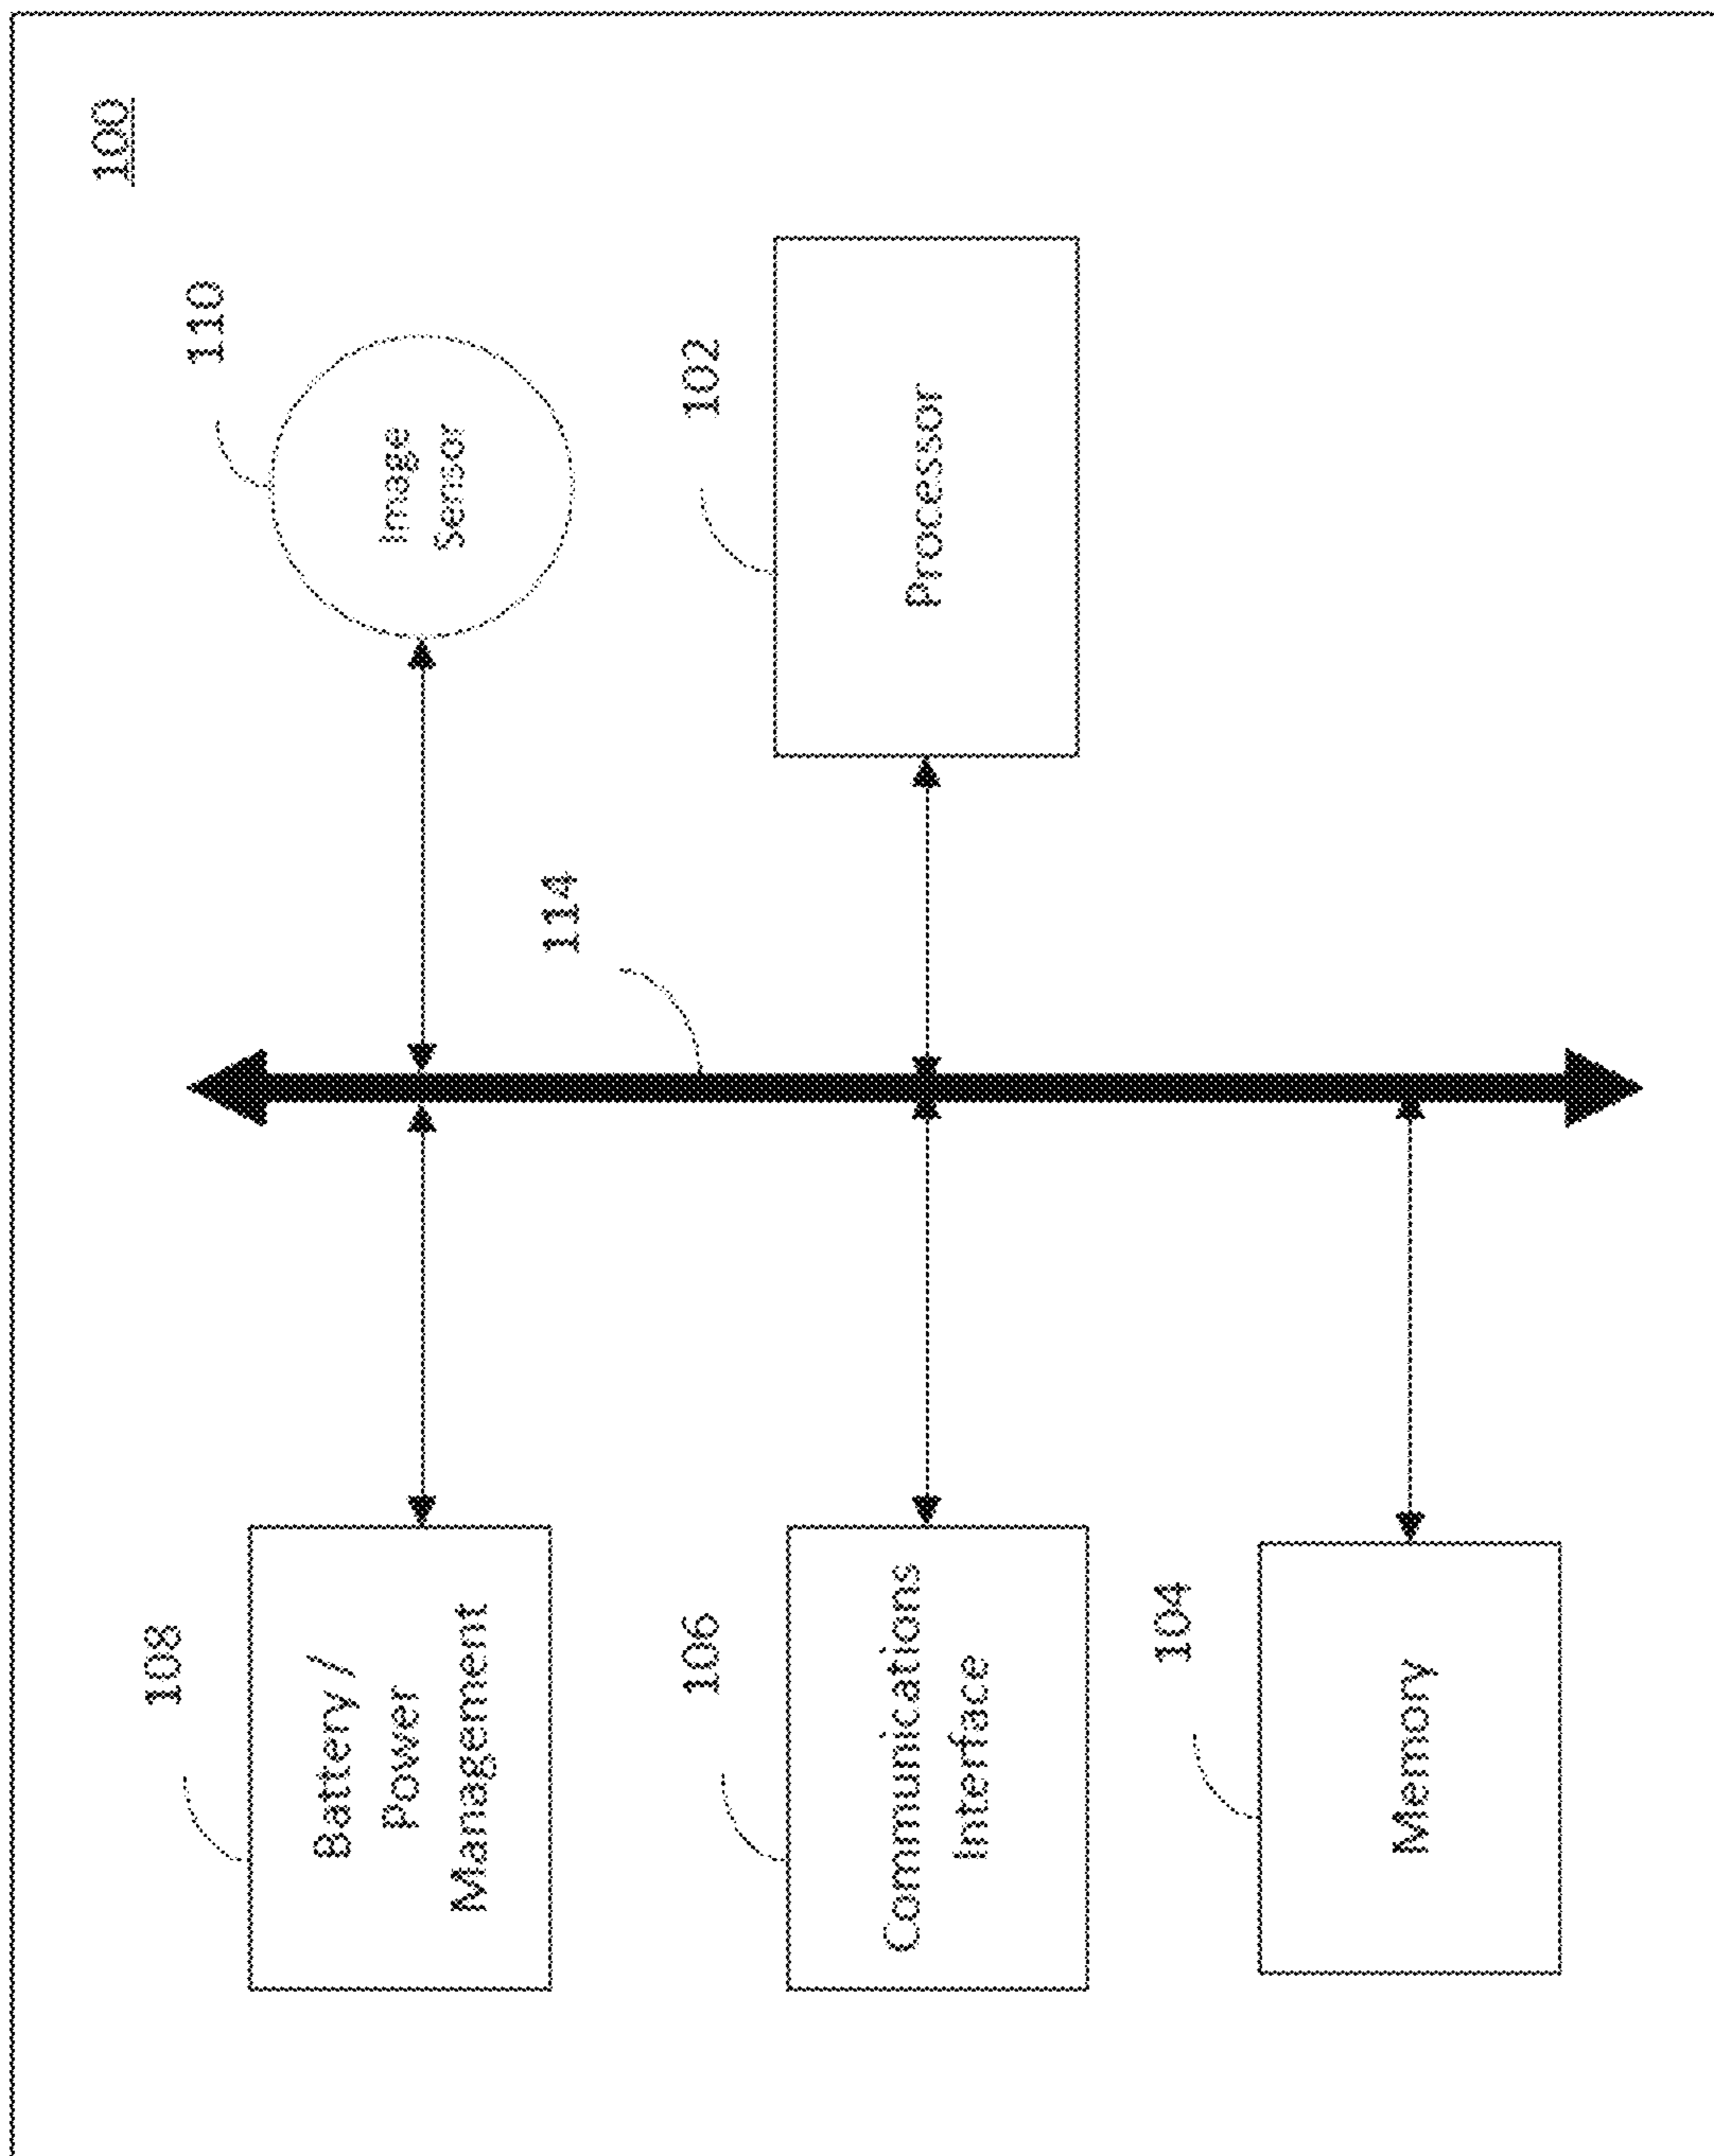 100
108
Battery /
Power
Management
110
Image
Sensor
114
106
Communications
Interface
102
Processor
104
Memory